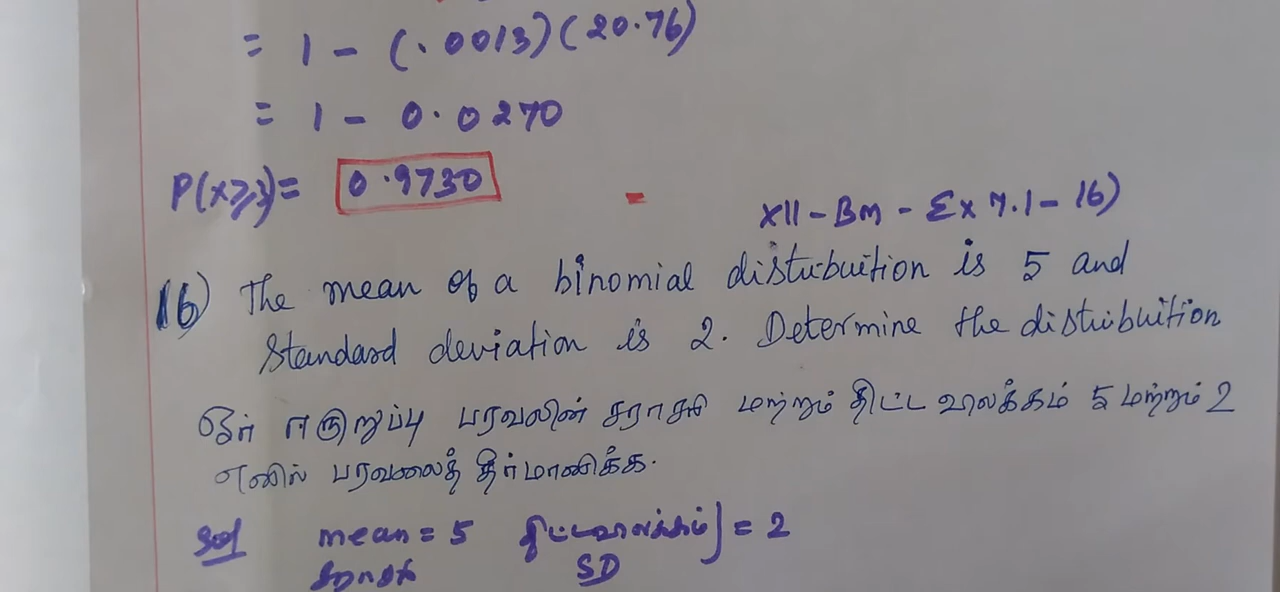 = 1 - (.0013)(20.76)
= 1 - 0.0270
P(x≥3)= 0.9730
XII - BM - Ex 7.1 - 16)
16) The mean of a binomial distribuition is 5 and
Standard deviation is 2. Determine the distribuition
ஓர் ஈருறுப்பு பரவலின் சராசரி மற்றும் திட்ட விலக்கம் 5 மற்றும் 2
எனில் பரவலைத் தீர்மானிக்க.
Sol mean = 5 திட்டவிலக்கம்} = 2
சராசரி SD